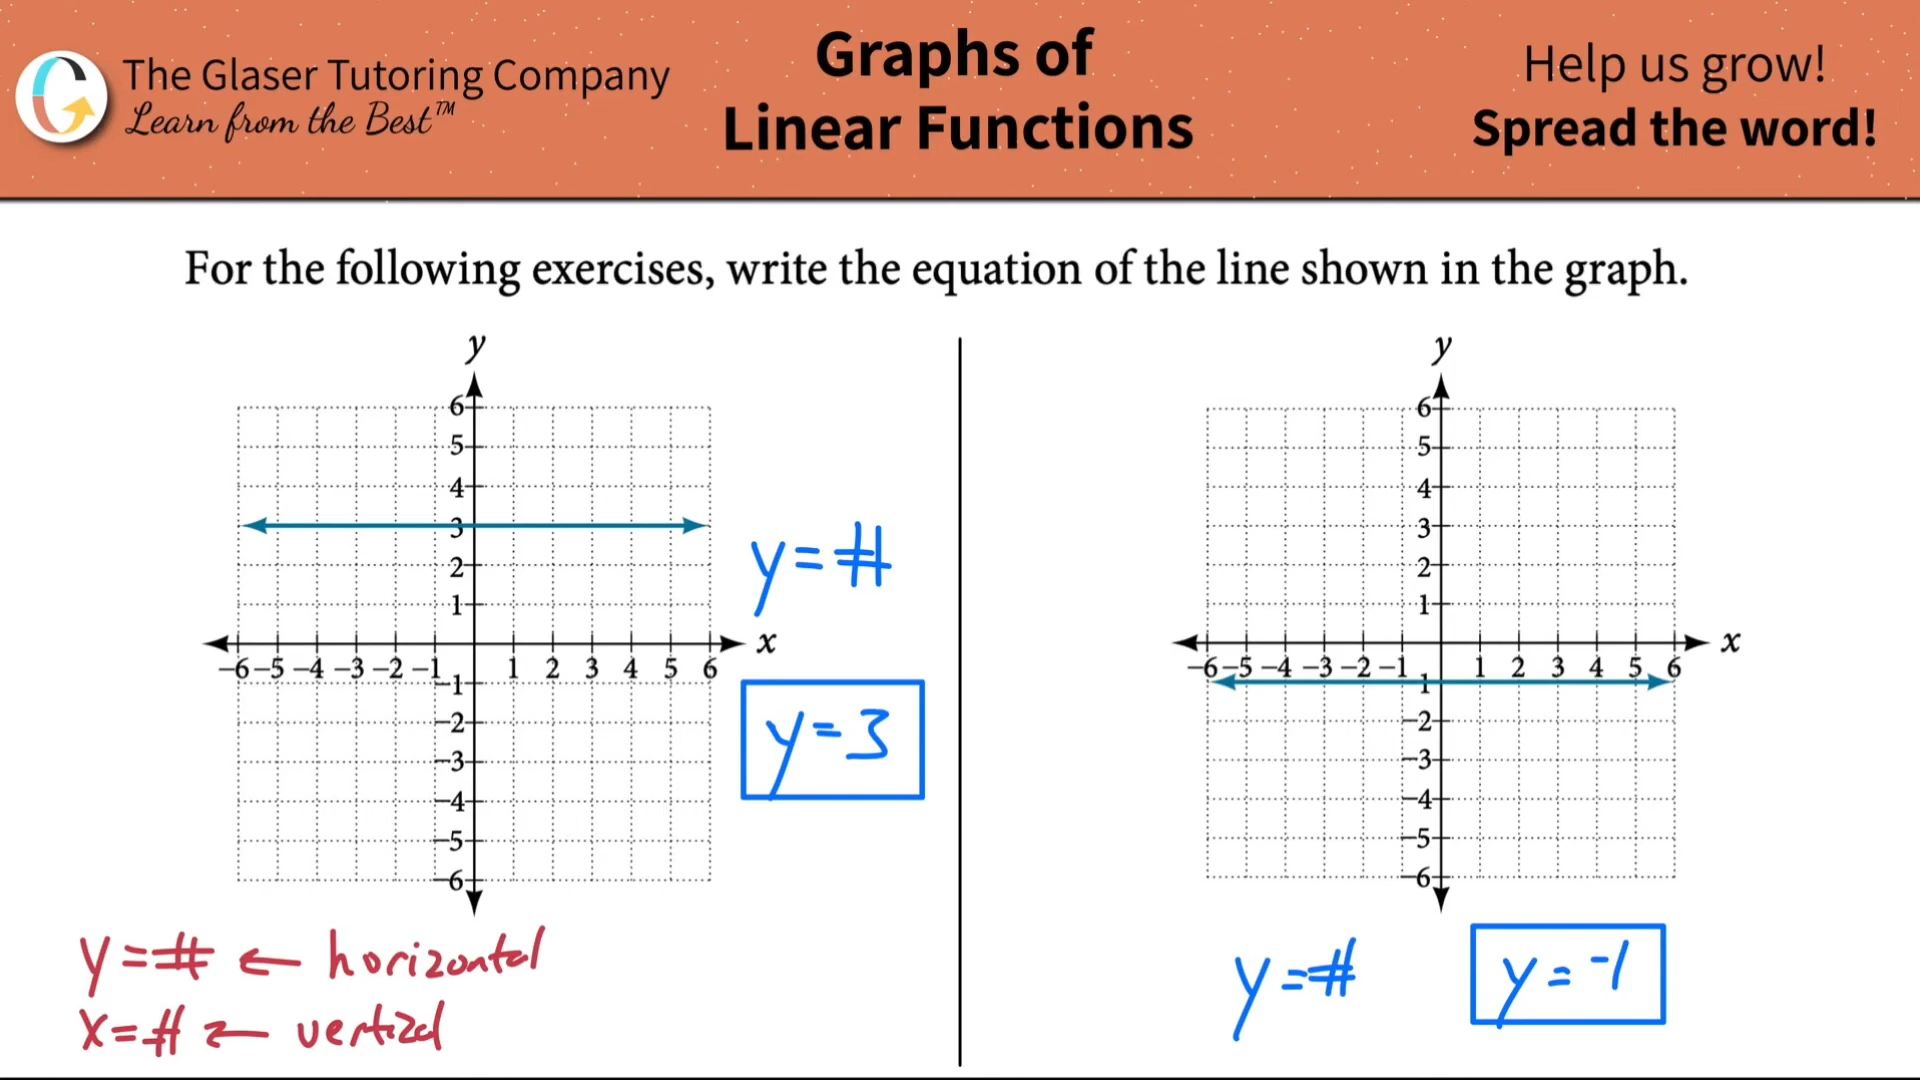 The Glaser Tutoring Company
Learn from the Best™
Graphs of
Linear Functions
Help us grow!
Spread the word!
For the following exercises, write the equation of the line shown in the graph.
y
6
5
4
3
2
1
x
–6 –5 –4 –3 –2 –1 1 2 3 4 5 6
–1
–2
–3
–4
–5
–6
y = #
y = 3
y = # ← horizontal
x = # ← vertical
y
6
5
4
3
2
1
x
–6 –5 –4 –3 –2 –1 1 2 3 4 5 6
1
–2
–3
–4
–5
–6
y = #
y = -1